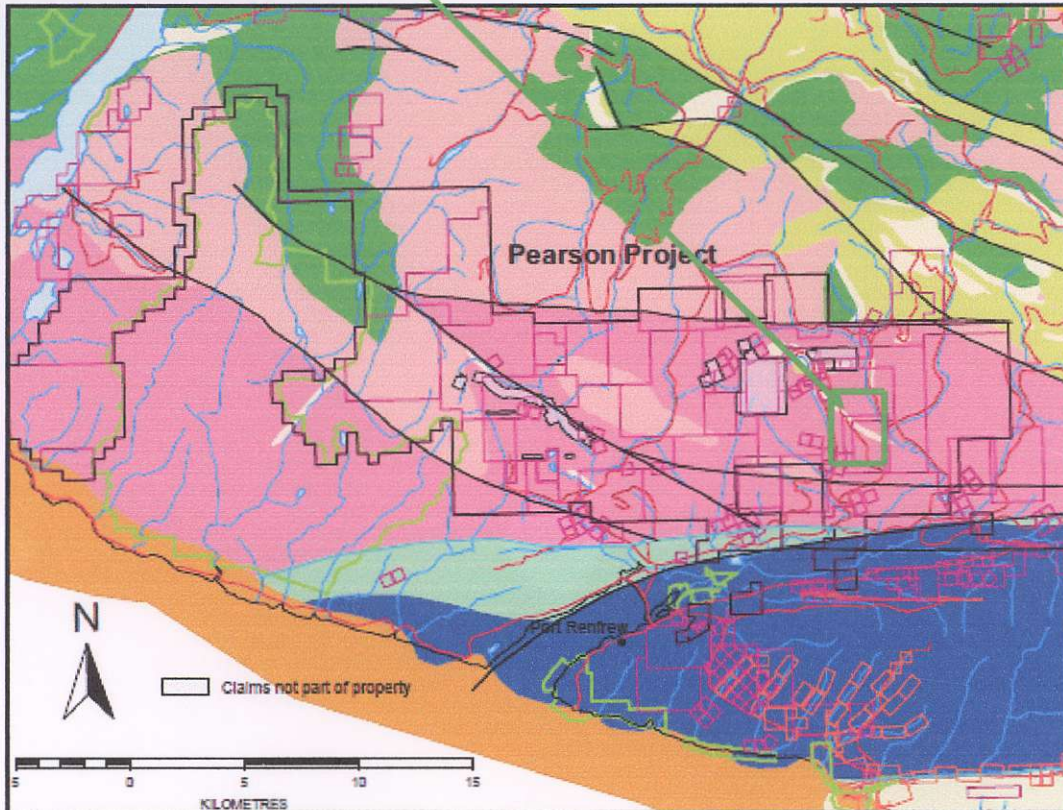 Pearson Project
Port Renfrew
N
Claims not part of property
5 0 5 10 15
KILOMETRES